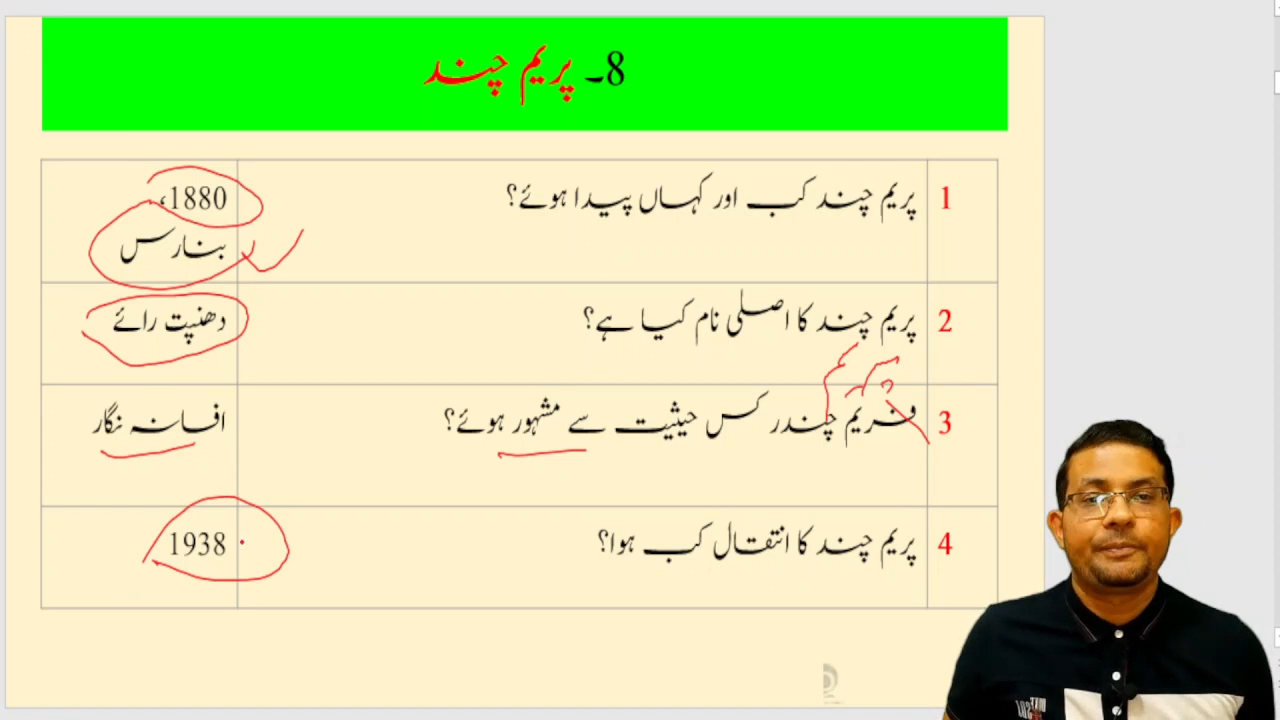 8۔ پریم چند
1 پریم چند کب اور کہاں پیدا ہوئے؟ 1880،
بنارس
2 پریم چند کا اصلی نام کیا ہے؟ دھنپت رائے
3 فریم چندر کس حیثیت سے مشہور ہوئے؟ افسانہ نگار
4 پریم چند کا انتقال کب ہوا؟ 1938